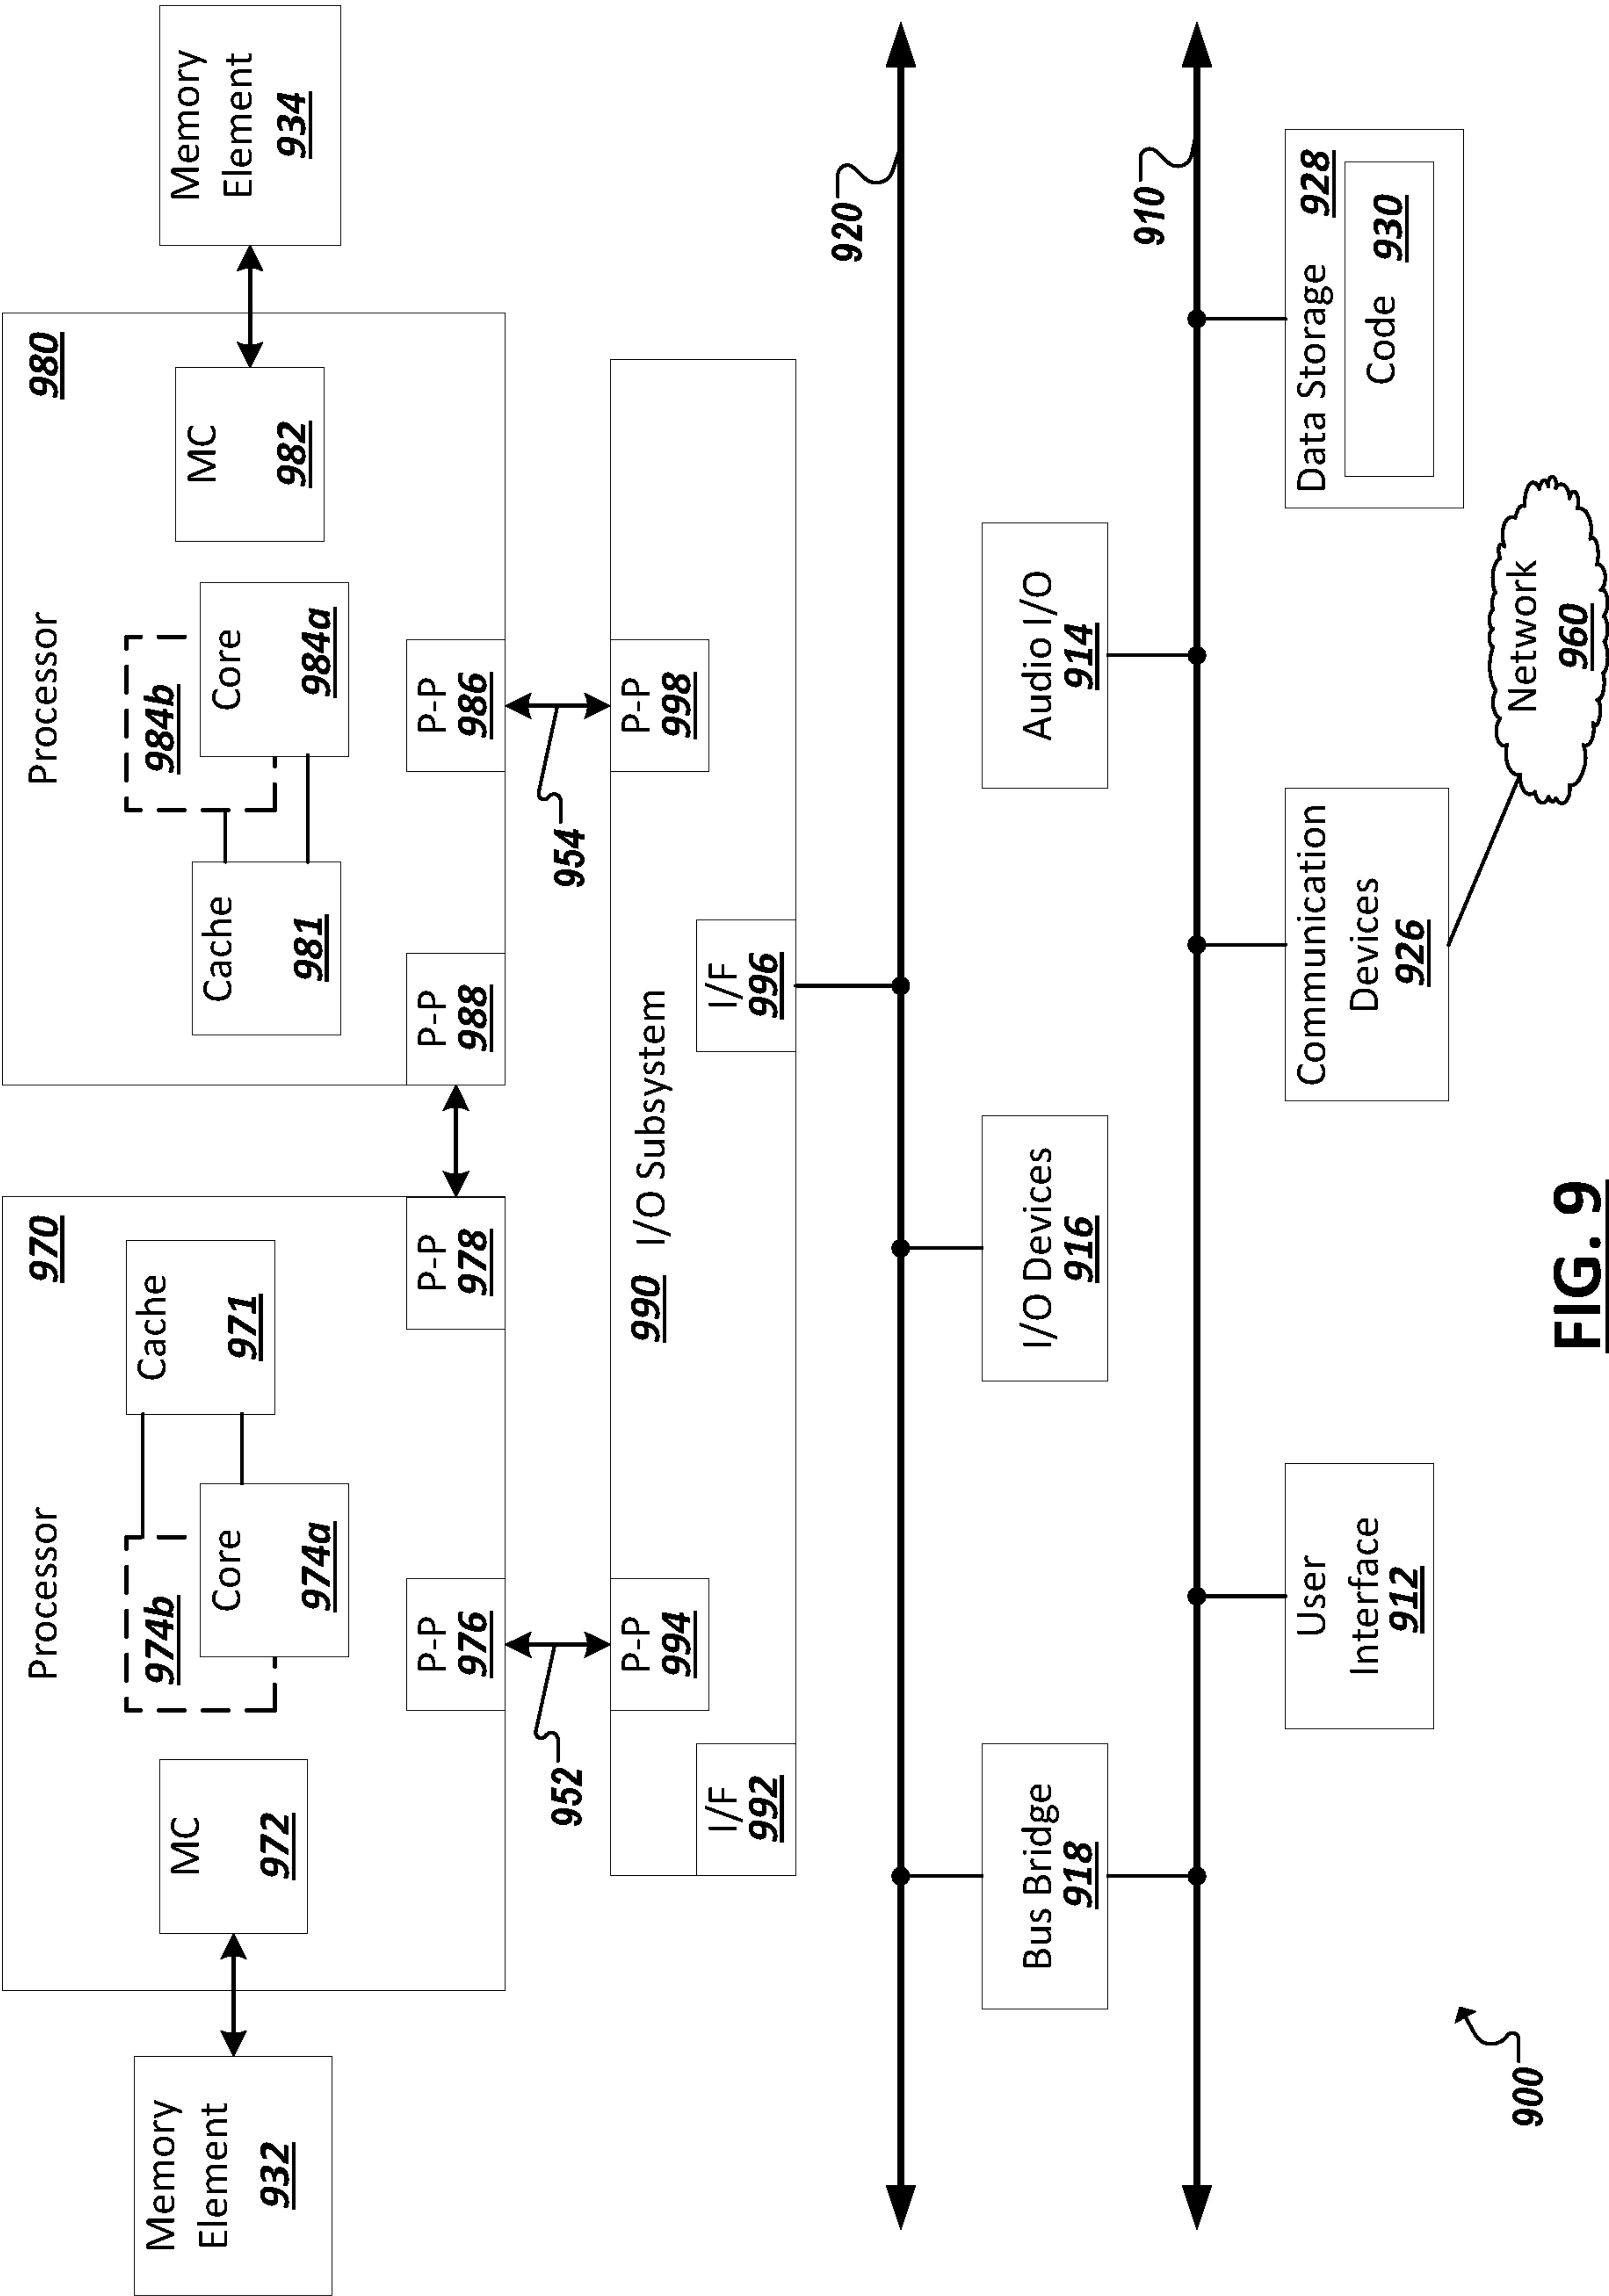 Memory
Element
932
MC
972
Processor
970
974b
Core
974a
Cache
971
P-P
976
P-P
978
Processor
980
Cache
981
984b
Core
984a
MC
982
P-P
988
P-P
986
Memory
Element
934
952
954
990 I/O Subsystem
P-P
994
P-P
998
I/F
992
I/F
996
920
Bus Bridge
918
I/O Devices
916
Audio I/O
914
910
User
Interface
912
Communication
Devices
926
Data Storage 928
Code 930
Network
960
900
FIG. 9